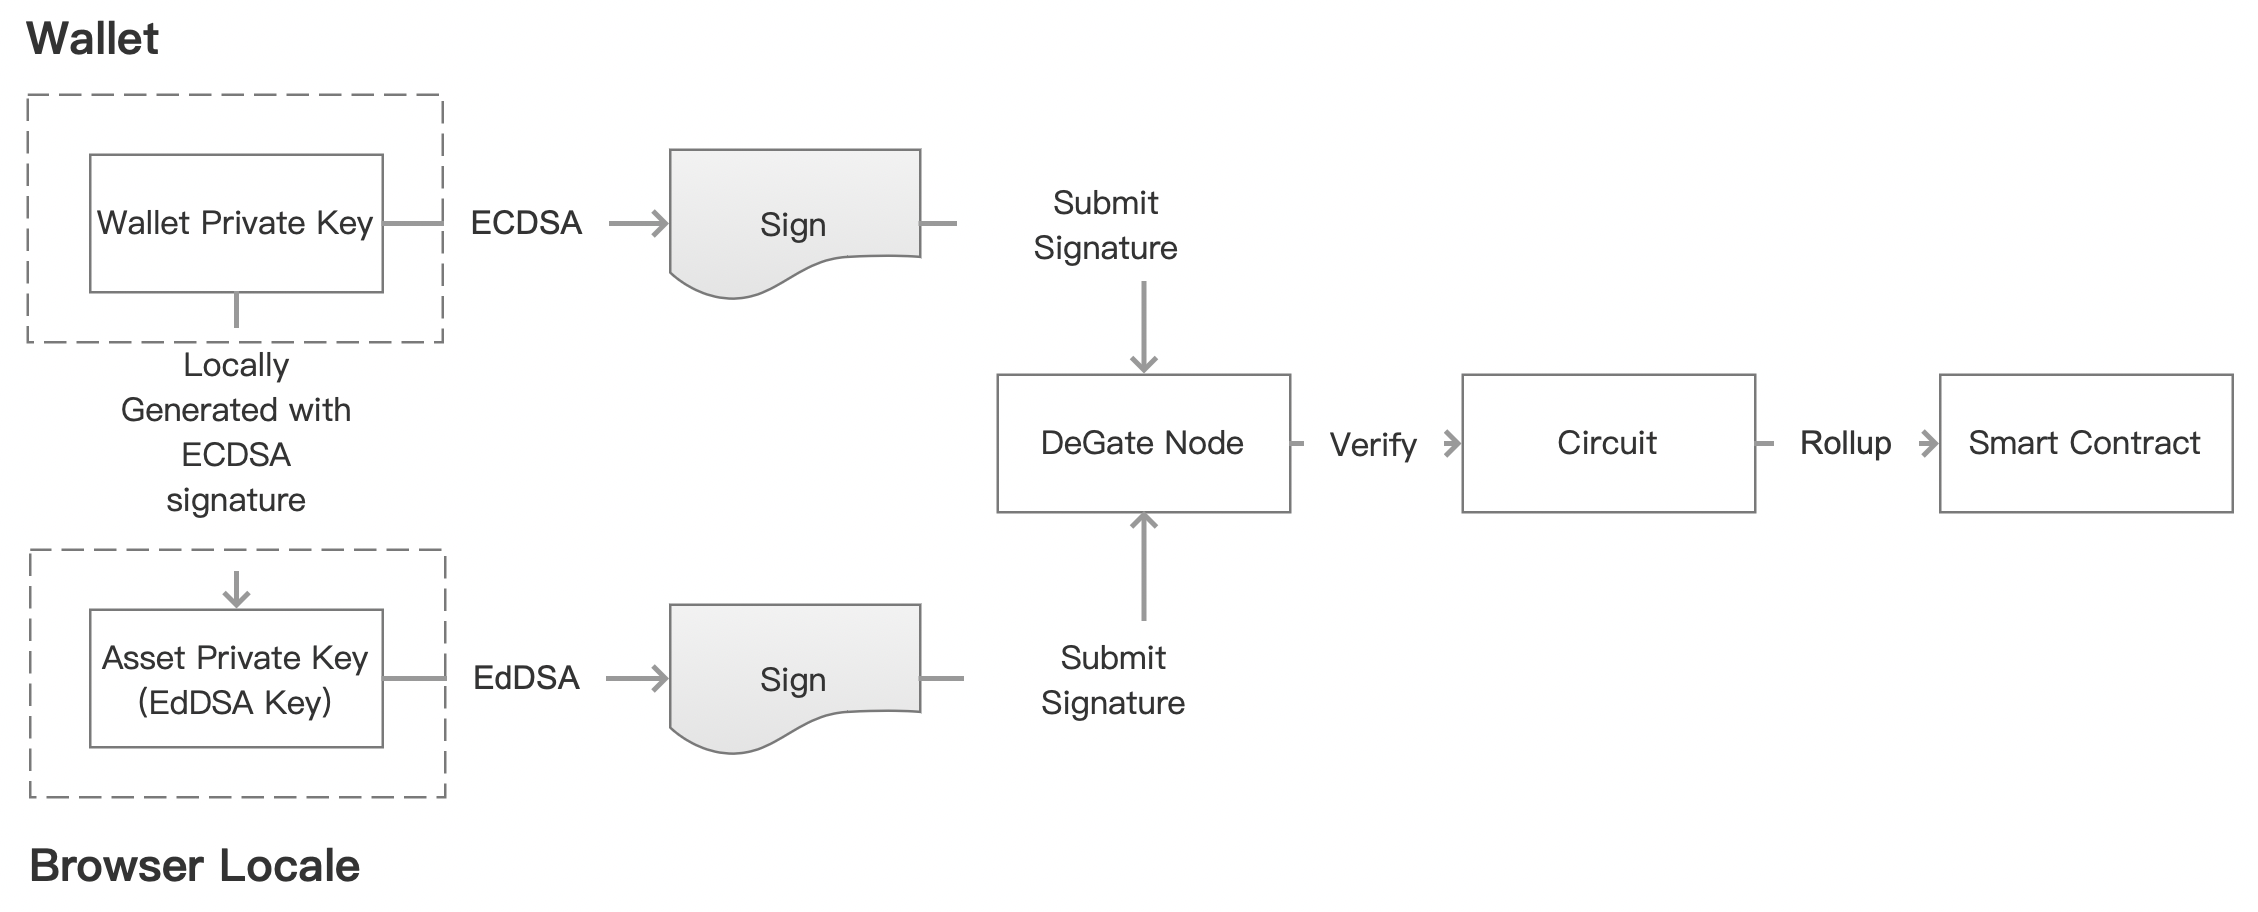 Wallet
Wallet Private Key
ECDSA
Sign
Submit
Signature
Locally
Generated with
ECDSA
signature
DeGate Node
Verify
Circuit
Rollup
Smart Contract
Asset Private Key
(EdDSA Key)
EdDSA
Sign
Submit
Signature
Browser Locale